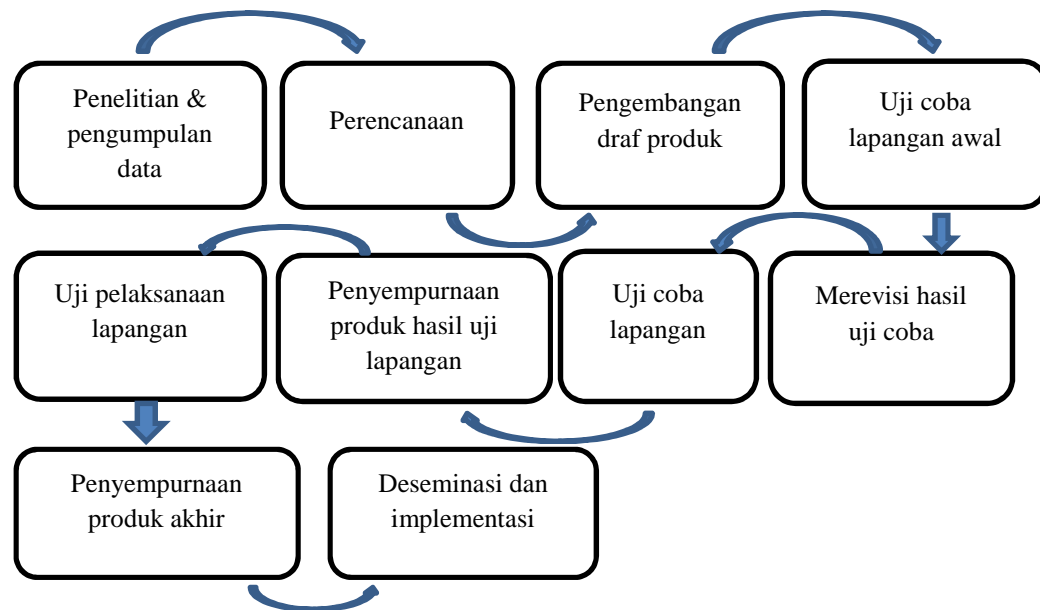 Penelitian &
pengumpulan
data
Perencanaan
Pengembangan
draf produk
Uji coba
lapangan awal
Merevisi hasil
uji coba
Uji coba
lapangan
Penyempurnaan
produk hasil uji
lapangan
Uji pelaksanaan
lapangan
Penyempurnaan
produk akhir
Deseminasi dan
implementasi